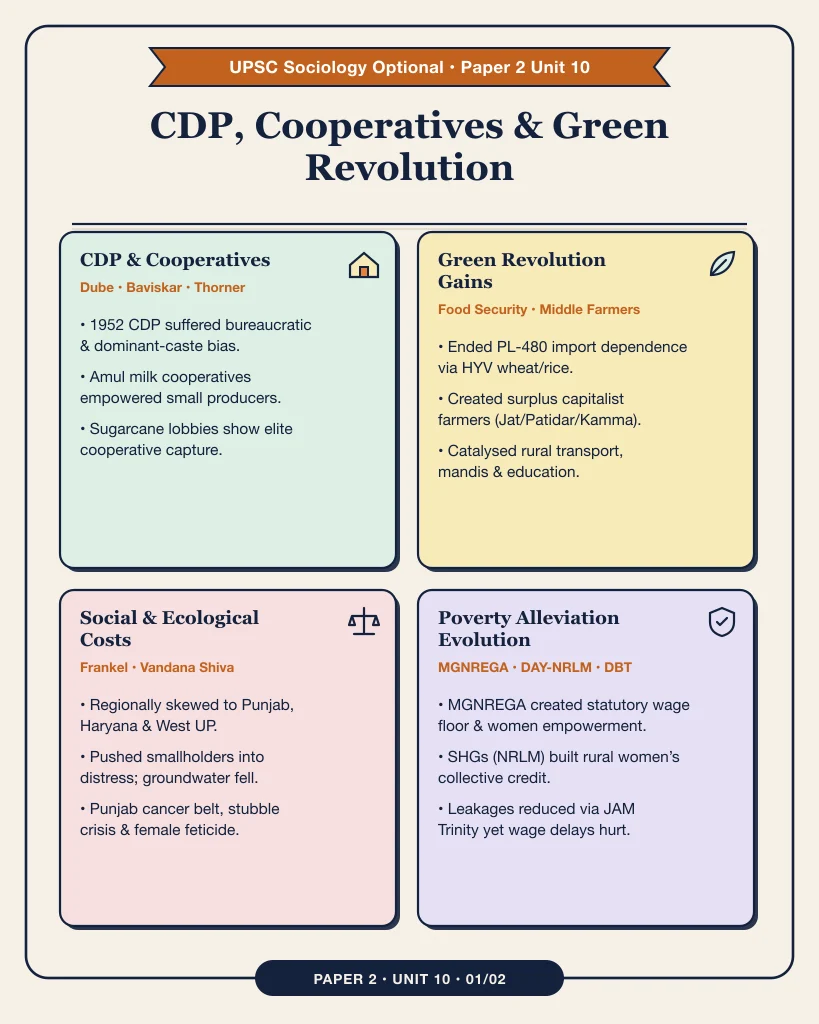 UPSC Sociology Optional • Paper 2 Unit 10
CDP, Cooperatives & Green
Revolution
CDP & Cooperatives
Dube • Baviskar • Thorner
• 1952 CDP suffered bureaucratic
& dominant-caste bias.
• Amul milk cooperatives
empowered small producers.
• Sugarcane lobbies show elite
cooperative capture.
Green Revolution
Gains
Food Security • Middle Farmers
• Ended PL-480 import dependence
via HYV wheat/rice.
• Created surplus capitalist
farmers (Jat/Patidar/Kamma).
• Catalysed rural transport,
mandis & education.
Social & Ecological
Costs
Frankel • Vandana Shiva
• Regionally skewed to Punjab,
Haryana & West UP.
• Pushed smallholders into
distress; groundwater fell.
• Punjab cancer belt, stubble
crisis & female feticide.
Poverty Alleviation
Evolution
MGNREGA • DAY-NRLM • DBT
• MGNREGA created statutory wage
floor & women empowerment.
• SHGs (NRLM) built rural women’s
collective credit.
• Leakages reduced via JAM
Trinity yet wage delays hurt.
PAPER 2 • UNIT 10 • 01/02